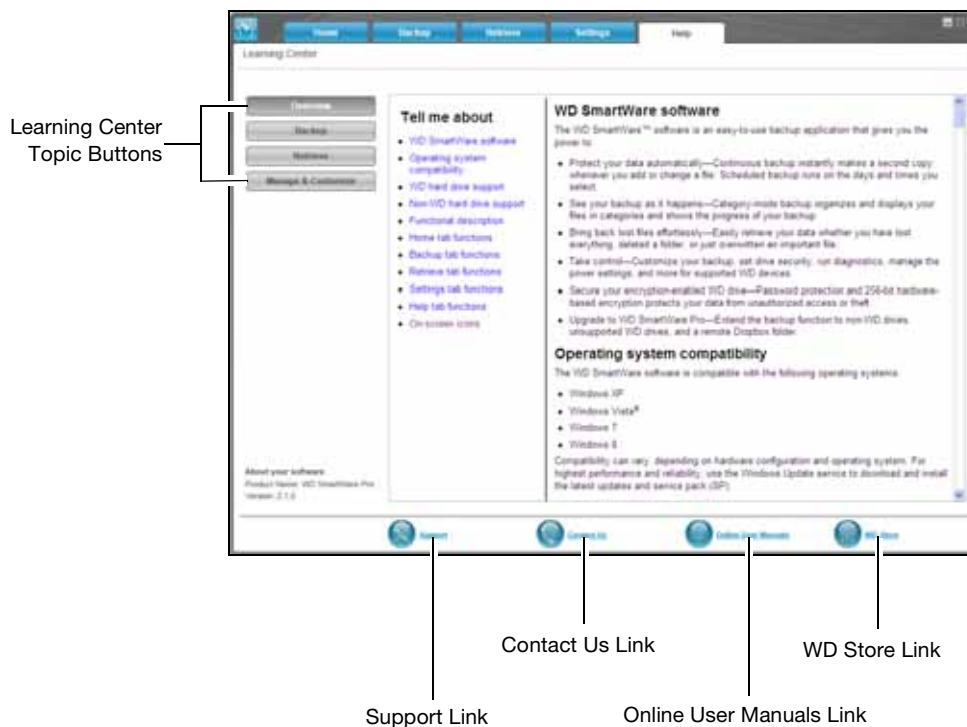 Home Backup Retrieve Settings Help
Learning Center
Learning Center
Topic Buttons
Overview
Backup
Retrieve
Manage & Customize
Tell me about
• WD SmartWare software
• Operating system
compatibility
• WD hard drive support
• Non-WD hard drive support
• Functional description
• Home tab functions
• Backup tab functions
• Retrieve tab functions
• Settings tab functions
• Help tab functions
• On-screen icons
WD SmartWare software
The WD SmartWare™ software is an easy-to-use backup application that gives you the
power to:
• Protect your data automatically—Continuous backup instantly makes a second copy
whenever you add or change a file. Scheduled backup runs on the days and times you
select.
• See your backup as it happens—Category-mode backup organizes and displays your
files in categories and shows the progress of your backup.
• Bring back lost files effortlessly—Easily retrieve your data whether you have lost
everything, deleted a folder, or just overwritten an important file.
• Take control—Customize your backup, set drive security, run diagnostics, manage the
power settings, and more for supported WD devices.
• Secure your encryption-enabled WD drive—Password protection and 256-bit hardware-
based encryption protects your data from unauthorized access or theft.
• Upgrade to WD SmartWare Pro—Extend the backup function to non-WD drives,
unsupported WD drives, and a remote Dropbox folder.
Operating system compatibility
The WD SmartWare software is compatible with the following operating systems:
• Windows XP
• Windows Vista®
• Windows 7
• Windows 8
Compatibility can vary, depending on hardware configuration and operating system. For
highest performance and reliability, use the Windows Update service to download and install
the latest updates and service pack (SP)
About your software
Product Name: WD SmartWare Pro
Version: 2.1.0
Support Contact Us Online User Manuals WD Store
Contact Us Link
WD Store Link
Support Link
Online User Manuals Link